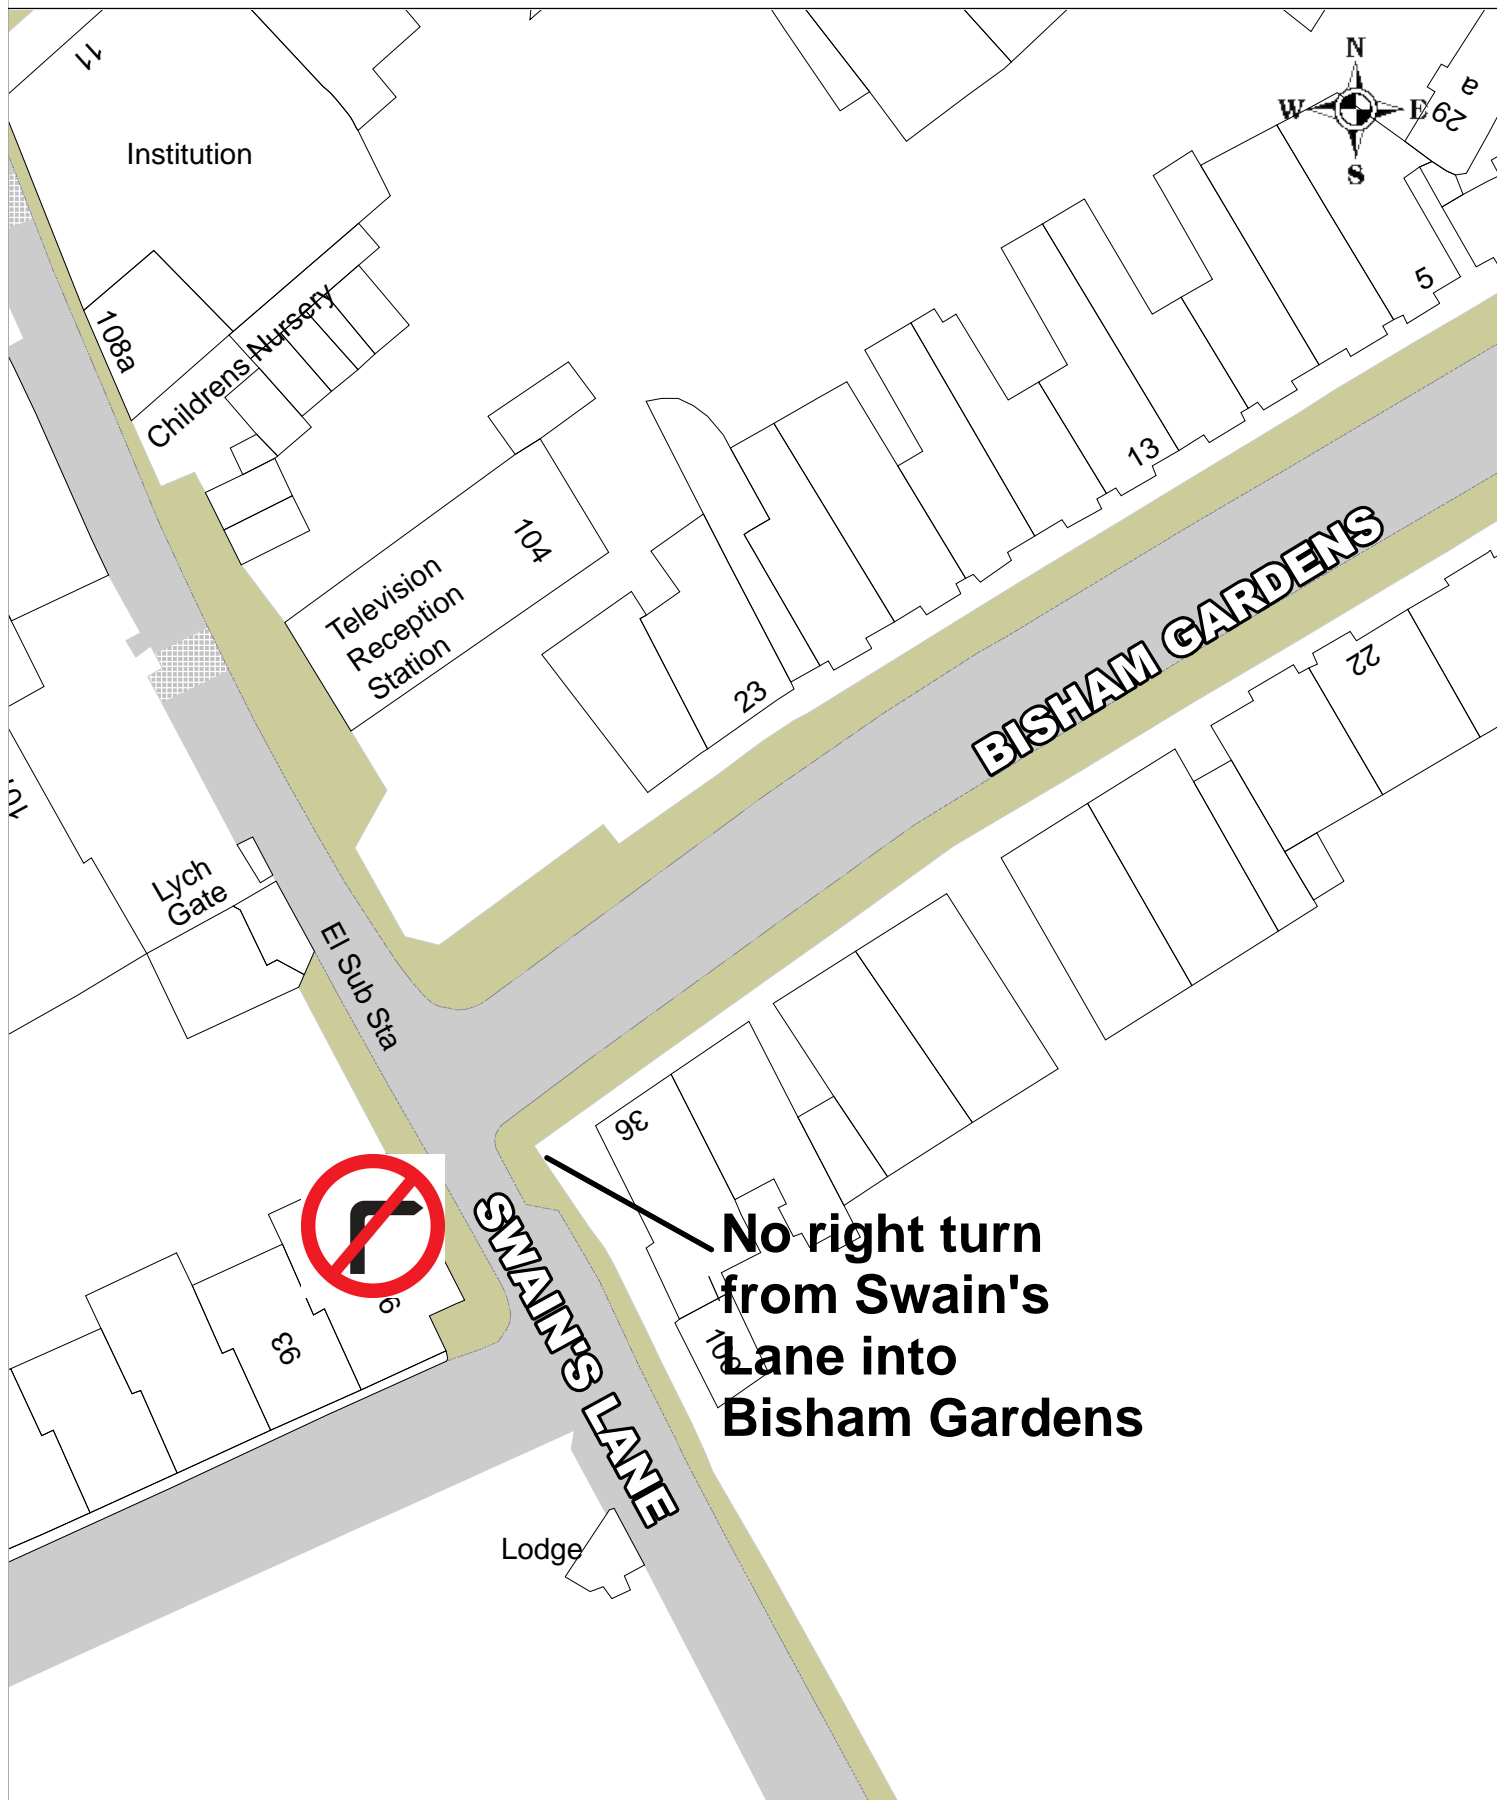 11
N
W E
S
29
a
Institution
5
108a
Childrens Nursery
13
104
Television
Reception
Station
23
BISHAM GARDENS
22
Lych
Gate
El Sub Sta
36
No right turn
from Swain's
Lane into
Bisham Gardens
SWAIN'S LANE
93
Lodge